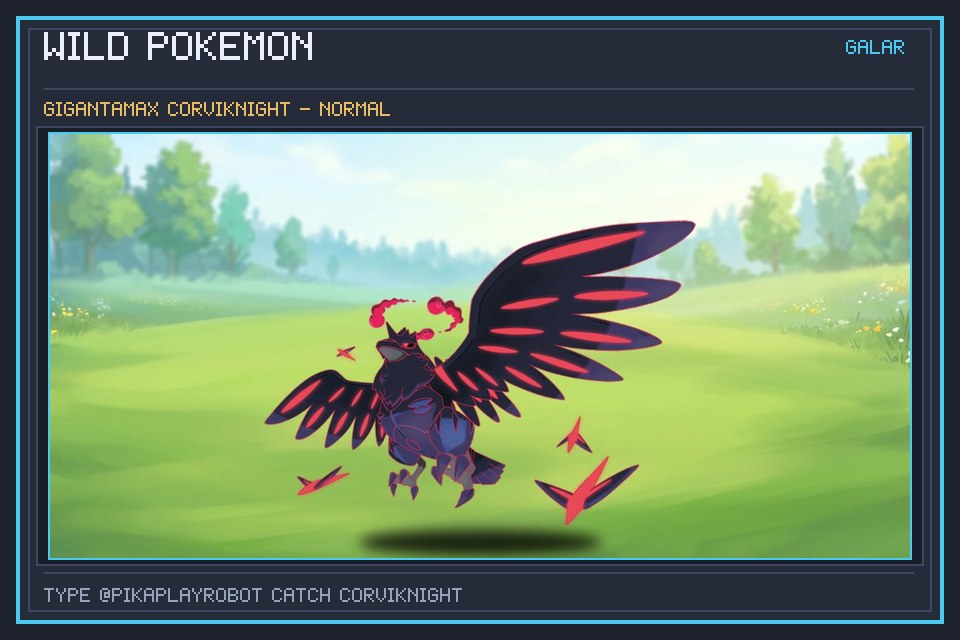 WILD POKEMON
GALAR
GIGANTAMAX CORVIKNIGHT - NORMAL
TYPE @PIKAPLAYROBOT CATCH CORVIKNIGHT